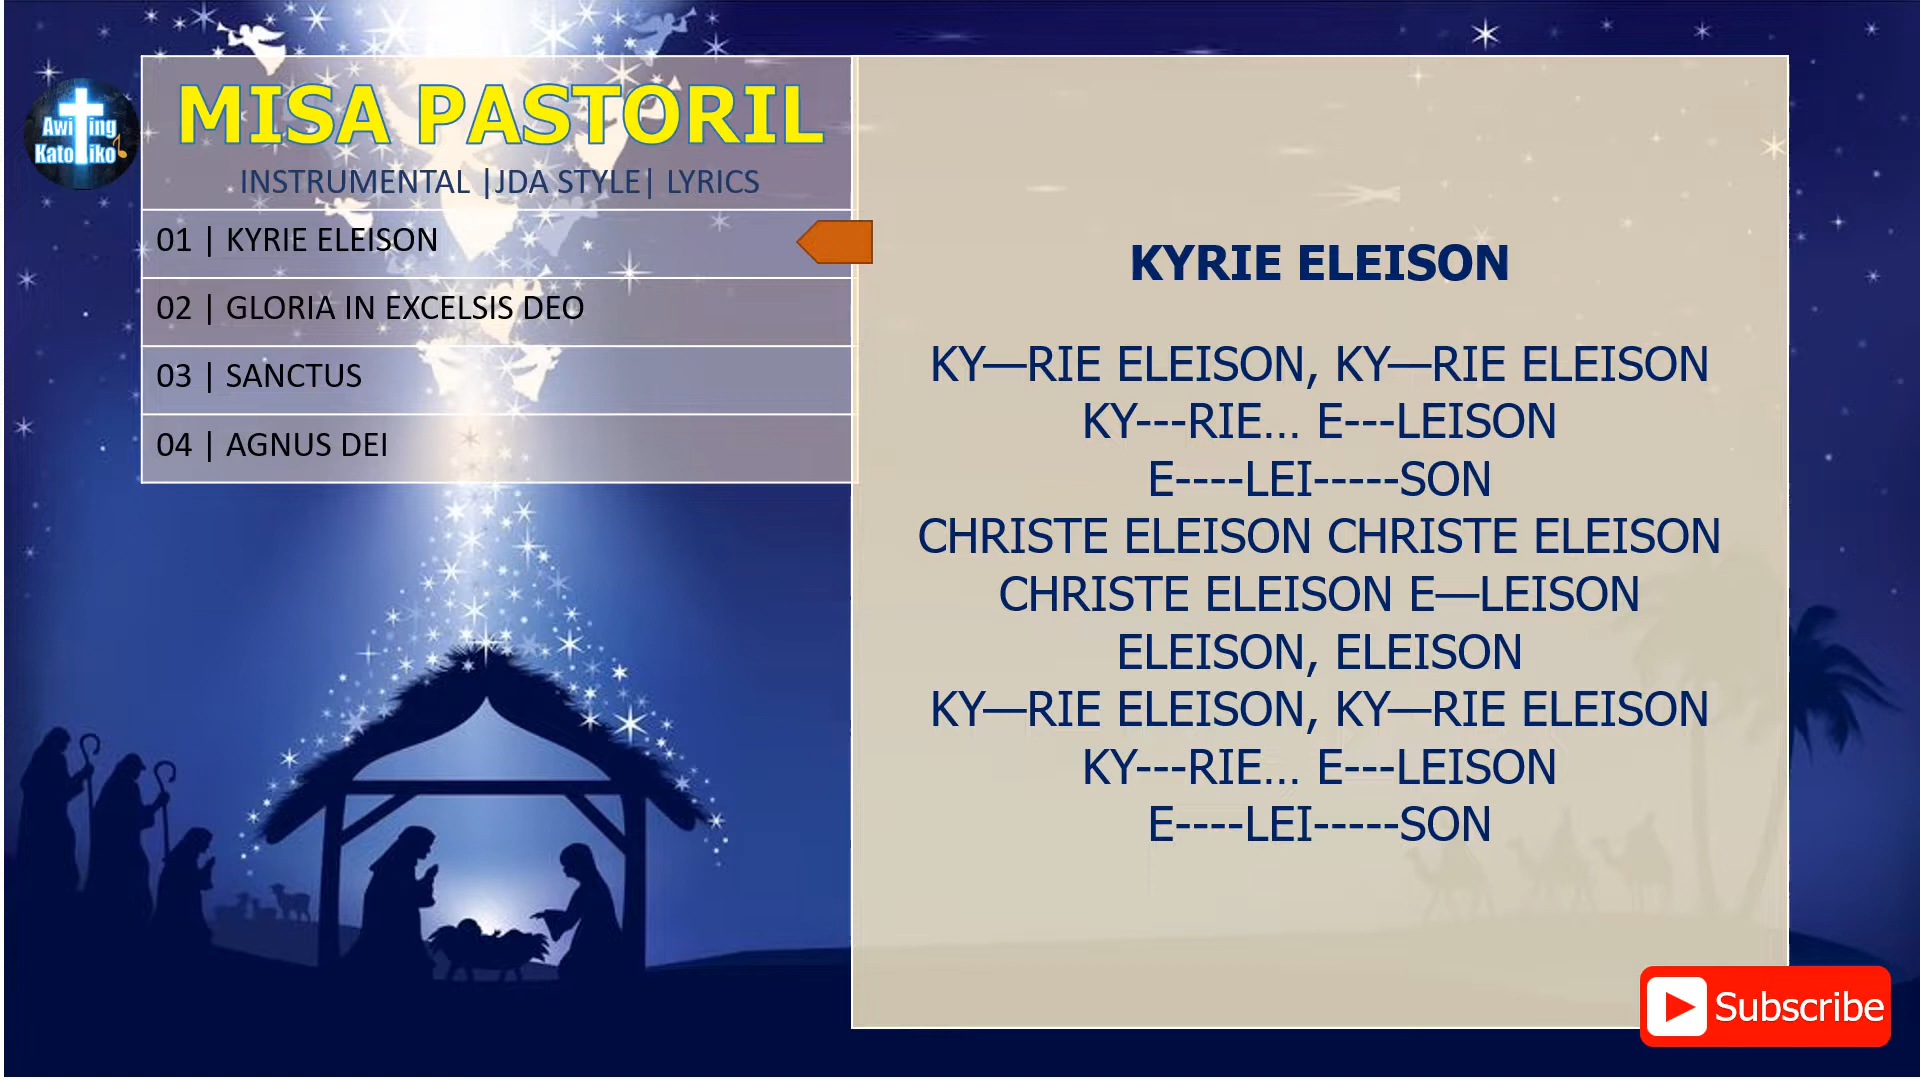 Awiting
Katoliko
MISA PASTORIL
INSTRUMENTAL |JDA STYLE| LYRICS
01 | KYRIE ELEISON
02 | GLORIA IN EXCELSIS DEO
03 | SANCTUS
04 | AGNUS DEI
KYRIE ELEISON
KY—RIE ELEISON, KY—RIE ELEISON
KY---RIE… E---LEISON
E----LEI-----SON
CHRISTE ELEISON CHRISTE ELEISON
CHRISTE ELEISON E—LEISON
ELEISON, ELEISON
KY—RIE ELEISON, KY—RIE ELEISON
KY---RIE… E---LEISON
E----LEI-----SON
Subscribe